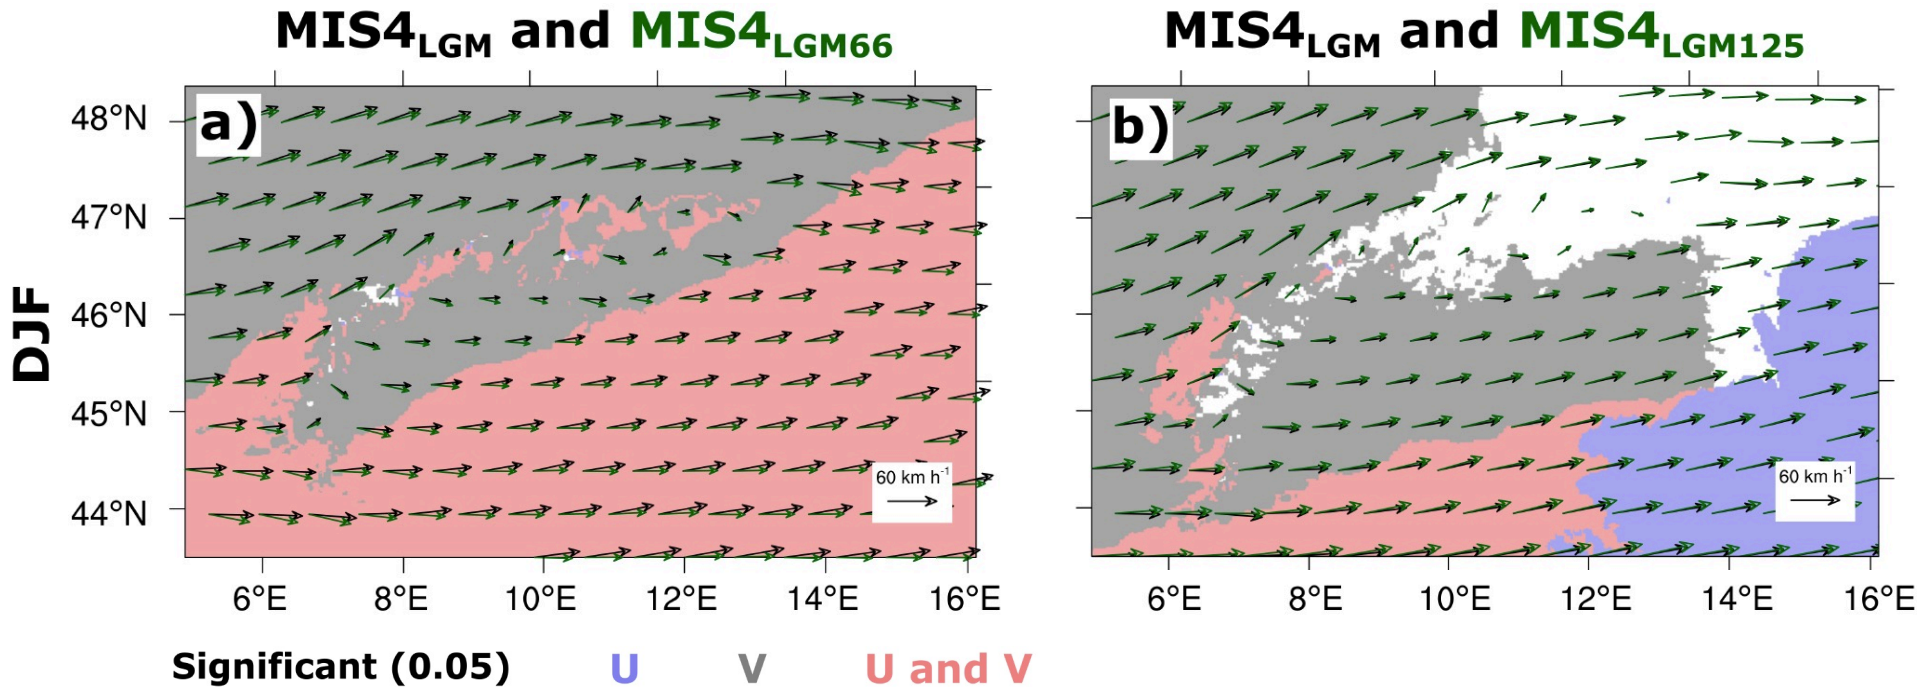 MIS4LGM and MIS4LGM66
MIS4LGM and MIS4LGM125
DJF
a)
48°N
47°N
46°N
45°N
44°N
60 km h-1
6°E 8°E 10°E 12°E 14°E 16°E
b)
60 km h-1
6°E 8°E 10°E 12°E 14°E 16°E
Significant (0.05) U V U and V